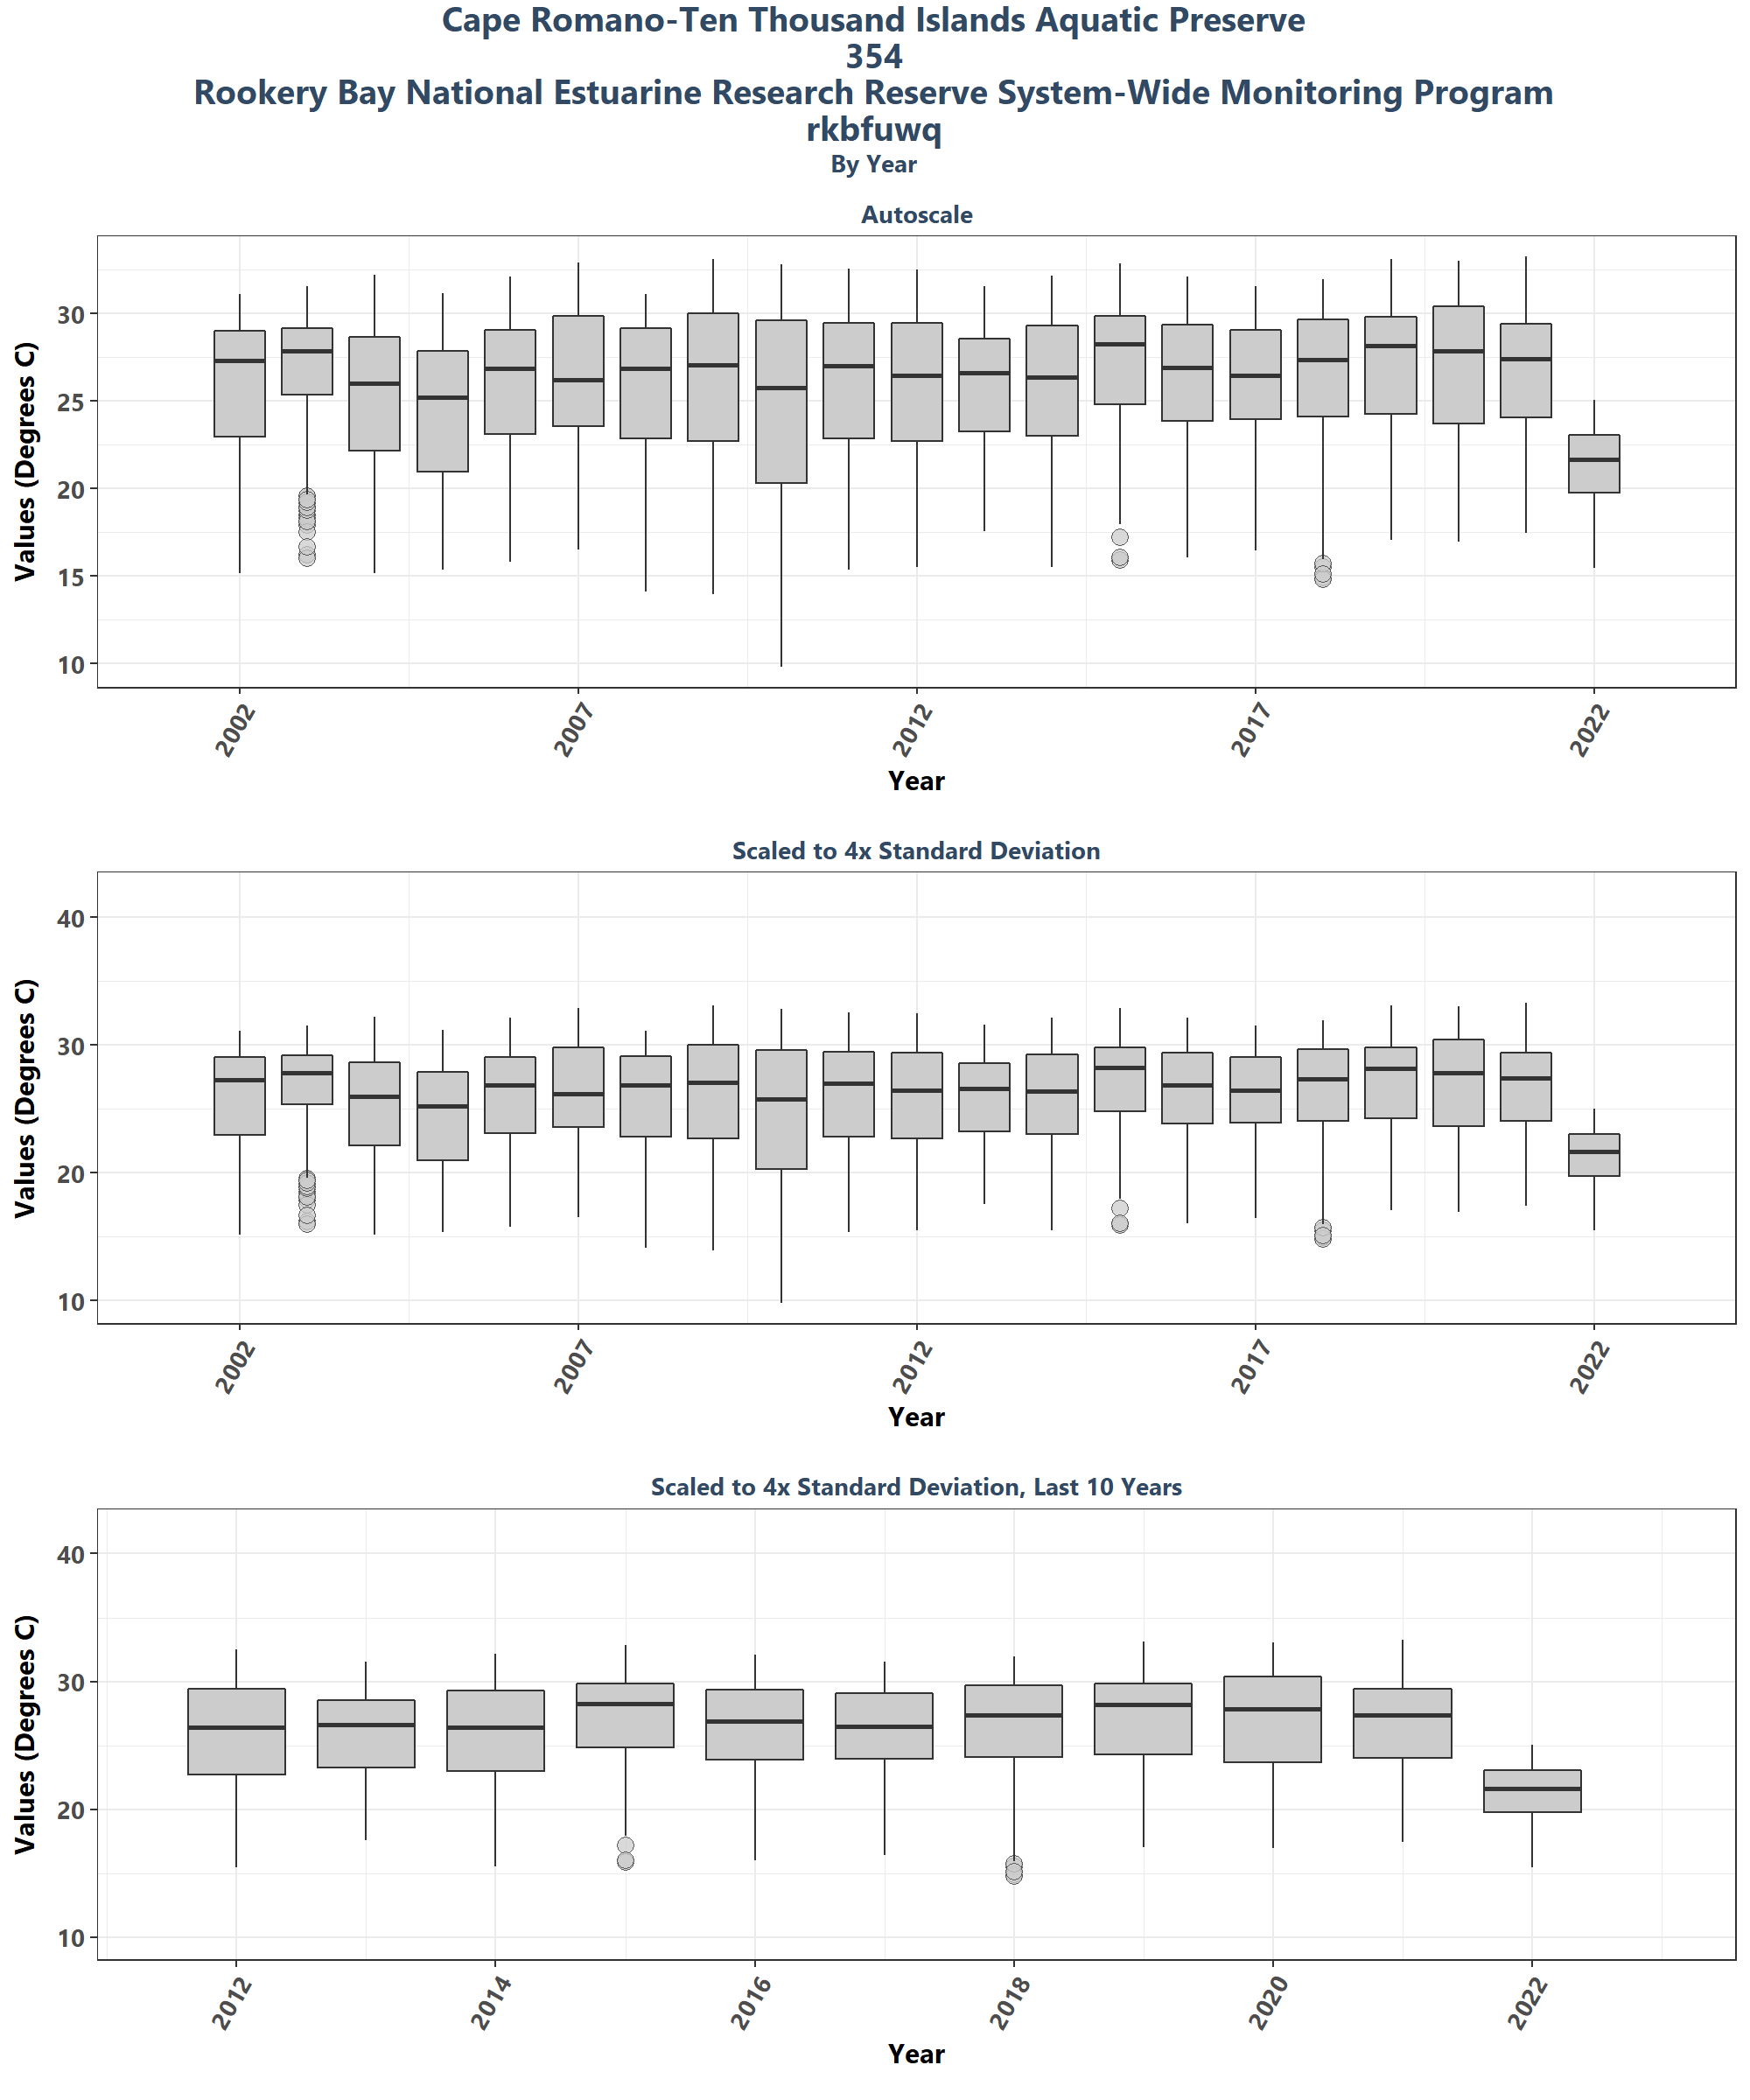 Cape Romano-Ten Thousand Islands Aquatic Preserve
354
Rookery Bay National Estuarine Research Reserve System-Wide Monitoring Program
rkbfuwq
By Year
Autoscale
Values (Degrees C)
30
25
20
15
10
2002
2007
2012
2017
2022
Year
Scaled to 4x Standard Deviation
Values (Degrees C)
40
30
20
10
2002
2007
2012
2017
2022
Year
Scaled to 4x Standard Deviation, Last 10 Years
Values (Degrees C)
40
30
20
10
2012
2014
2016
2018
2020
2022
Year